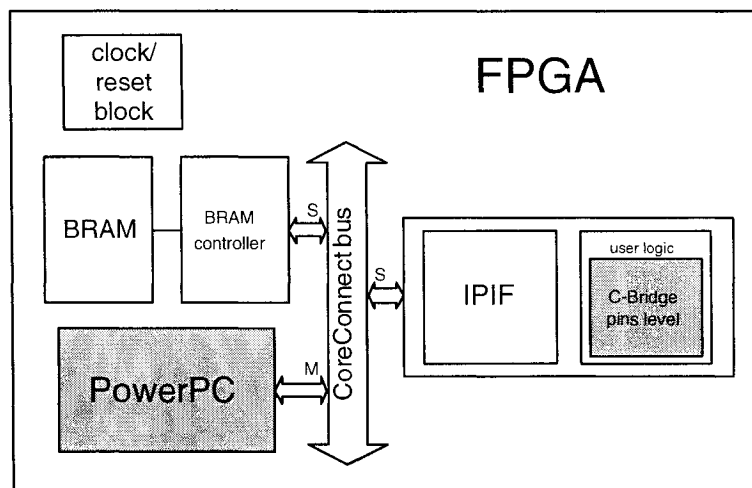 clock/
reset
block
FPGA
BRAM
BRAM
controller
S
CoreConnect bus
S
IPIF
user logic
C-Bridge
pins level
PowerPC
M